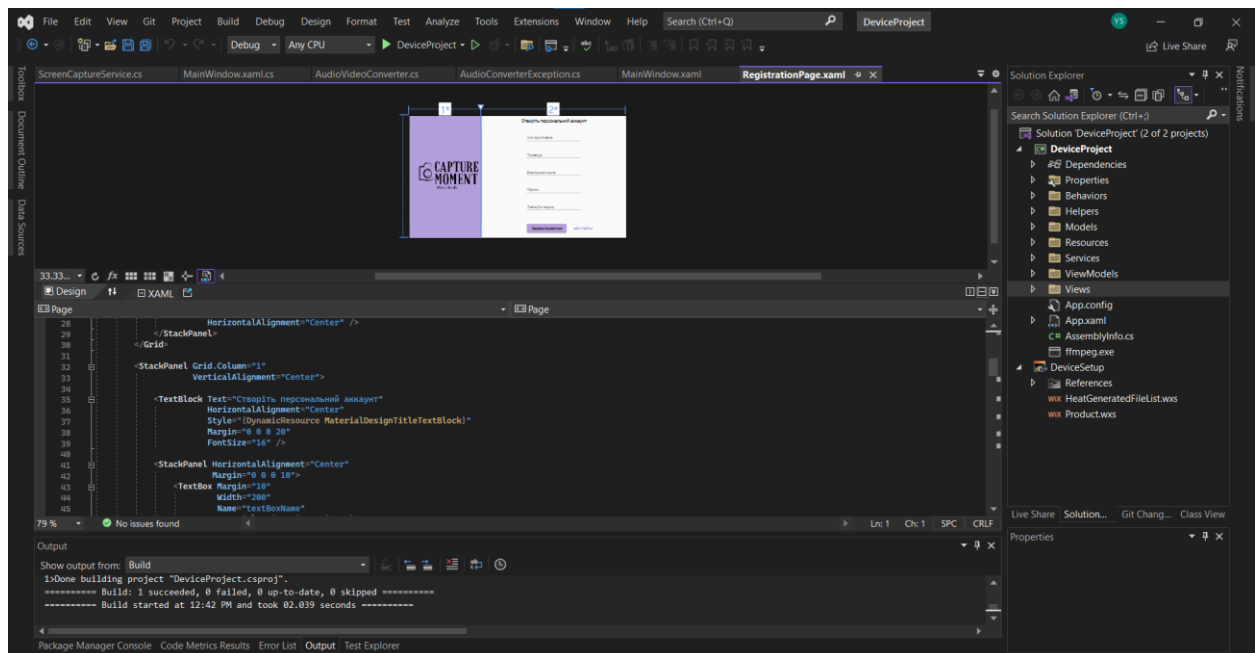 File Edit View Git Project Build Debug Design Format Test Analyze Tools Extensions Window Help Search (Ctrl+Q) DeviceProject YS
Debug Any CPU DeviceProject Live Share
ScreenCaptureService.cs MainWindow.xaml.cs AudioVideoConverter.cs AudioConverterException.cs MainWindow.xaml RegistrationPage.xaml
Toolbox
Document Outline
Data Sources
1* 2*
Створіть персональний аккаунт
CAPTURE
MOMENT
33.33...
Design XAML
Page Page
28 HorizontalAlignment="Center" />
29 </StackPanel>
30 </Grid>
31
32 <StackPanel Grid.Column="1"
33 VerticalAlignment="Center">
34
35 <TextBlock Text="Створіть персональний аккаунт"
36 HorizontalAlignment="Center"
37 Style="{DynamicResource MaterialDesignTitleTextBlock}"
38 Margin="0 0 0 20"
39 FontSize="16" />
40
41 <StackPanel HorizontalAlignment="Center"
42 Margin="0 0 0 10">
43 <TextBox Margin="10"
44 Width="200"
45 Name="textBoxName"
79 % No issues found Ln: 1 Ch: 1 SPC CRLF
Output
Show output from: Build
1>Done building project "DeviceProject.csproj".
========== Build: 1 succeeded, 0 failed, 0 up-to-date, 0 skipped ==========
========== Build started at 12:42 PM and took 02.039 seconds ==========
Package Manager Console Code Metrics Results Error List Output Test Explorer
Solution Explorer
Search Solution Explorer (Ctrl+;)
Solution 'DeviceProject' (2 of 2 projects)
DeviceProject
Dependencies
Properties
Behaviors
Helpers
Models
Resources
Services
ViewModels
Views
App.config
App.xaml
C# AssemblyInfo.cs
ffmpeg.exe
DeviceSetup
References
WiX HeatGeneratedFileList.wxs
WiX Product.wxs
Live Share Solution... Git Chang... Class View
Properties
Notifications